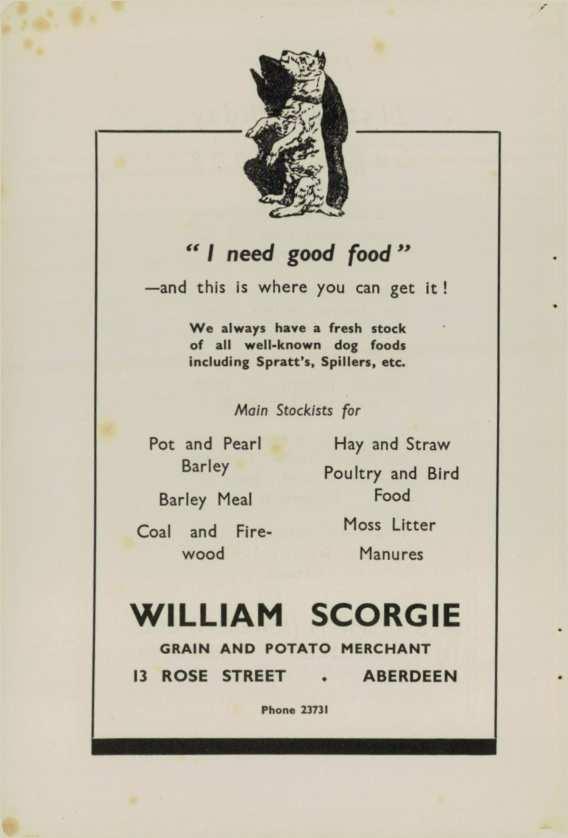 “ I need good food ”
—and this is where you can get it !
We always have a fresh stock
of all well-known dog foods
including Spratt's, Spillers, etc.
Main Stockists for
Pot and Pearl
Barley
Barley Meal
Coal and Fire-
wood
Hay and Straw
Poultry and Bird
Food
Moss Litter
Manures
WILLIAM SCORGIE
GRAIN AND POTATO MERCHANT
13 ROSE STREET . ABERDEEN
Phone 23731